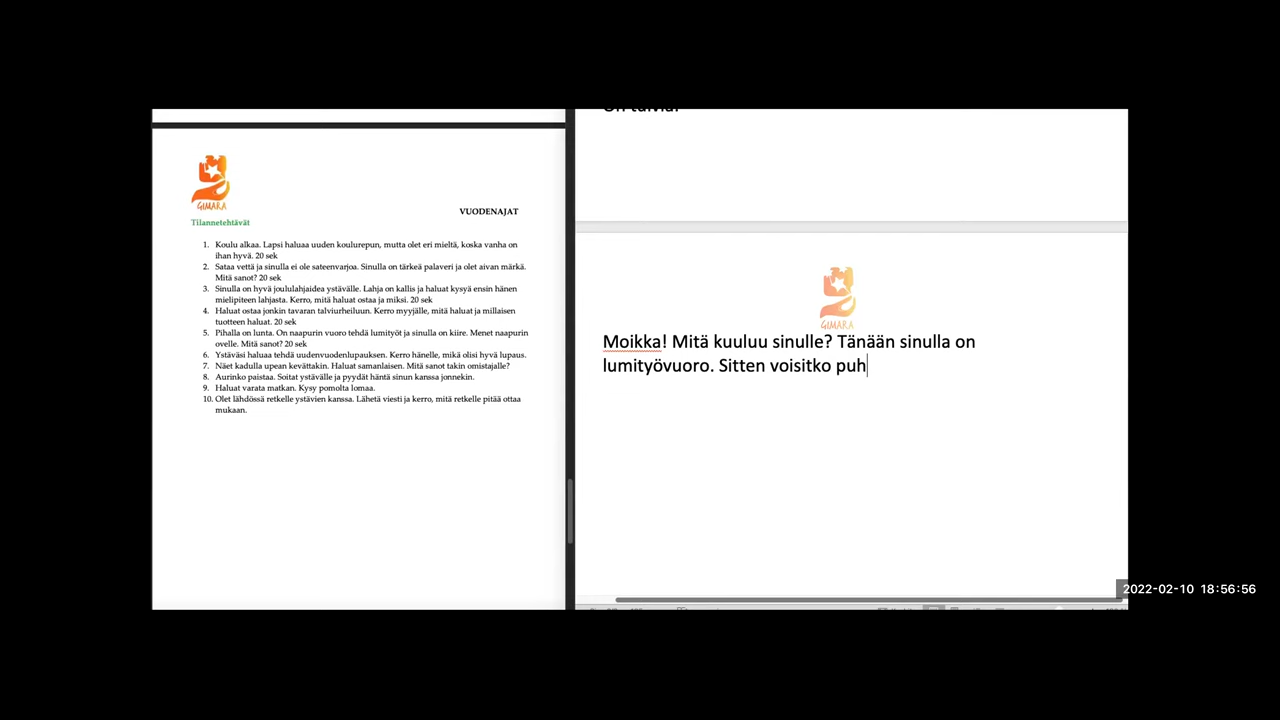 On talvia!
GIMARA
VUODENAJAT
Tilannetehtävät
1. Koulu alkaa. Lapsi haluaa uuden koulurepun, mutta olet eri mieltä, koska vanha on
ihan hyvä. 20 sek
2. Sataa vettä ja sinulla ei ole sateenvarjoa. Sinulla on tärkeä palaveri ja olet aivan märkä.
Mitä sanot? 20 sek
3. Sinulla on hyvä joululahjaidea ystävälle. Lahja on kallis ja haluat kysyä ensin hänen
mielipiteen lahjasta. Kerro, mitä haluat ostaa ja miksi. 20 sek
4. Haluat ostaa jonkin tavaran talviurheiluun. Kerro myyjälle, mitä haluat ja millaisen
tuotteen haluat. 20 sek
5. Pihalla on lunta. On naapurin vuoro tehdä lumityöt ja sinulla on kiire. Menet naapurin
ovelle. Mitä sanot? 20 sek
6. Ystäväsi haluaa tehdä uudenvuodenlupauksen. Kerro hänelle, mikä olisi hyvä lupaus.
7. Näet kadulla upean kevättakin. Haluat samanlaisen. Mitä sanot takin omistajalle?
8. Aurinko paistaa. Soitat ystävälle ja pyydät häntä sinun kanssa jonnekin.
9. Haluat varata matkan. Kysy pomolta lomaa.
10. Olet lähdössä retkelle ystävien kanssa. Lähetä viesti ja kerro, mitä retkelle pitää ottaa
mukaan.
GIMARA
Moikka! Mitä kuuluu sinulle? Tänään sinulla on
lumityövuoro. Sitten voisitko puh
2022-02-10 18:56:56